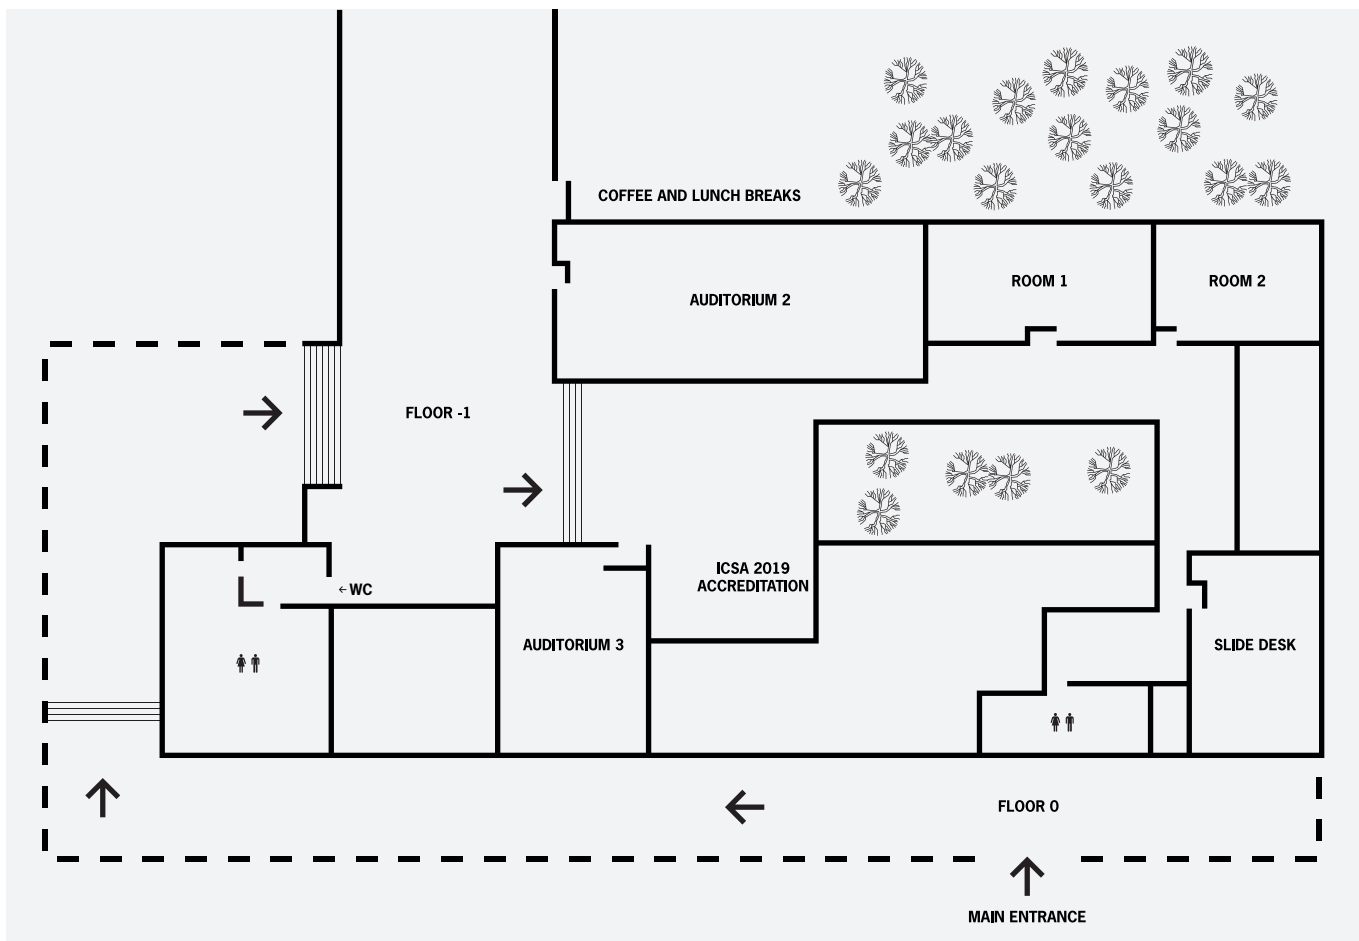 COFFEE AND LUNCH BREAKS
ROOM 1
ROOM 2
AUDITORIUM 2
FLOOR -1
ICSA 2019
ACCREDITATION
←WC
AUDITORIUM 3
SLIDE DESK
FLOOR 0
MAIN ENTRANCE